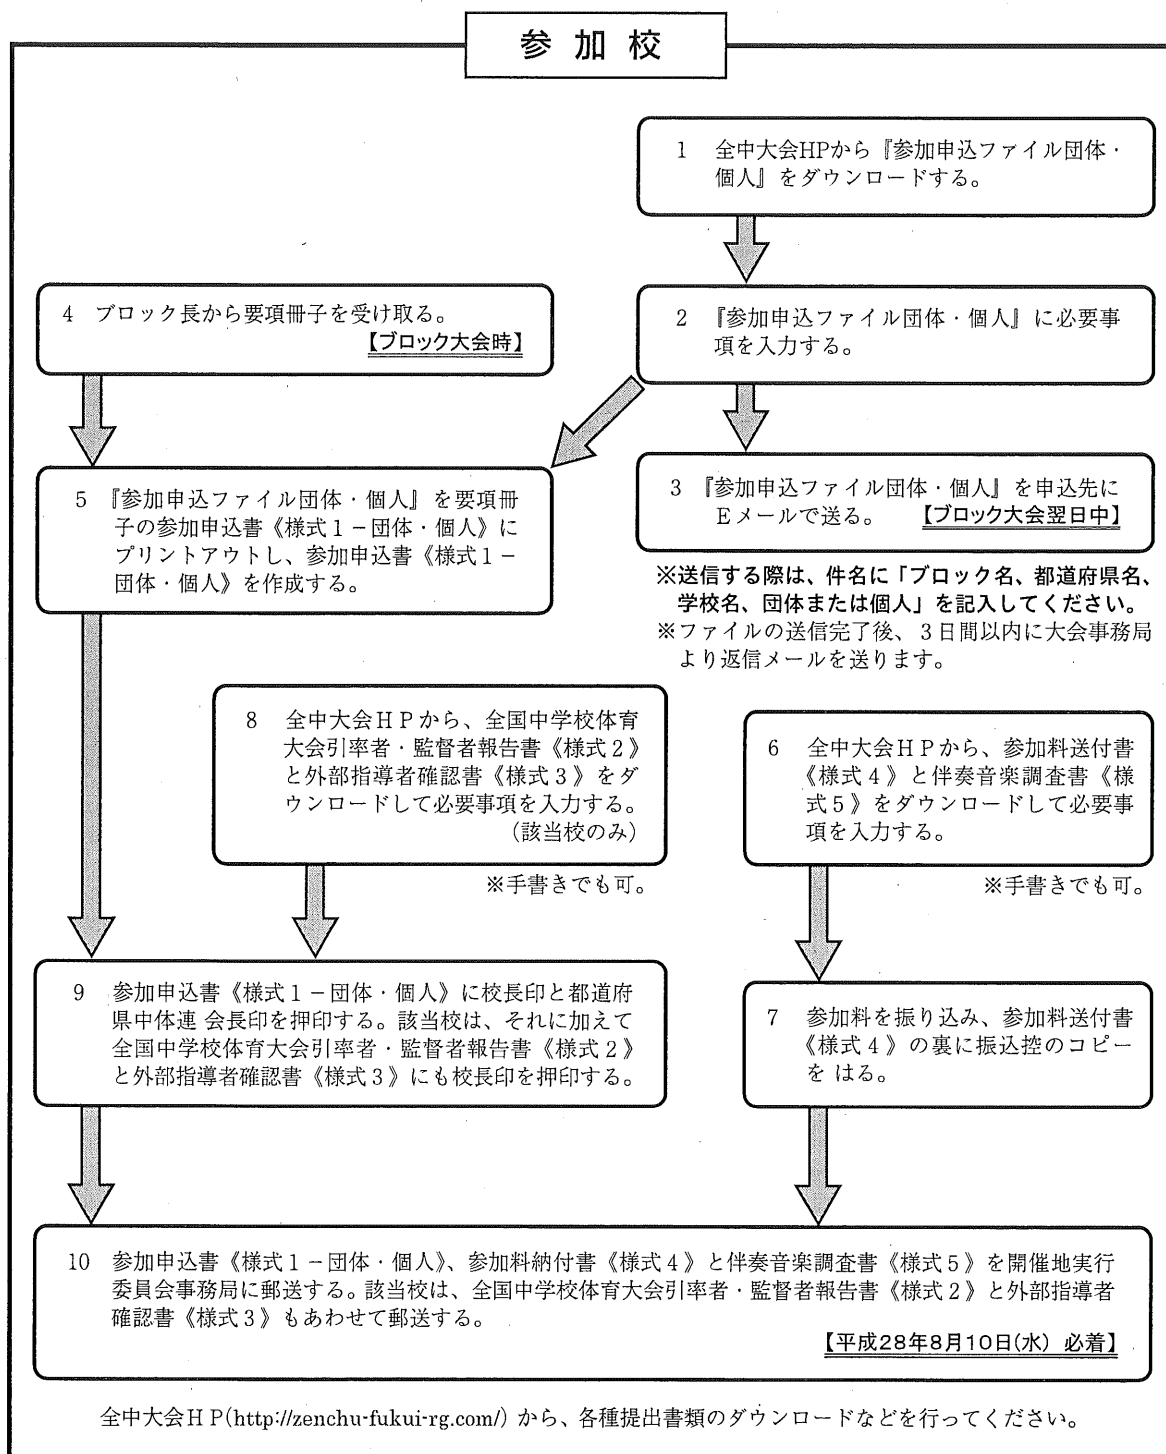 参加校
1 全中大会HPから『参加申込ファイル団体・
個人』をダウンロードする。
2 『参加申込ファイル団体・個人』に必要事
項を入力する。
3 『参加申込ファイル団体・個人』を申込先に
Eメールで送る。 【ブロック大会翌日中】
※送信する際は、件名に「ブロック名、都道府県名、
学校名、団体または個人」を記入してください。
※ファイルの送信完了後、3日間以内に大会事務局
より返信メールを送ります。
4 ブロック長から要項冊子を受け取る。
【ブロック大会時】
5 『参加申込ファイル団体・個人』を要項冊
子の参加申込書《様式1－団体・個人》に
プリントアウトし、参加申込書《様式1－
団体・個人》を作成する。
6 全中大会HPから、参加料送付書
《様式4》と伴奏音楽調査書《様
式5》をダウンロードして必要事
項を入力する。
※手書きでも可。
7 参加料を振り込み、参加料送付書
《様式4》の裏に振込控のコピー
を はる。
8 全中大会HPから、全国中学校体育
大会引率者・監督者報告書《様式2》
と外部指導者確認書《様式3》をダ
ウンロードして必要事項を入力する。
(該当校のみ)
※手書きでも可。
9 参加申込書《様式1－団体・個人》に校長印と都道府
県中体連 会長印を押印する。該当校は、それに加えて
全国中学校体育大会引率者・監督者報告書《様式2》
と外部指導者確認書《様式3》にも校長印を押印する。
10 参加申込書《様式1－団体・個人》、参加料納付書《様式4》と伴奏音楽調査書《様式5》を開催地実行
委員会事務局に郵送する。該当校は、全国中学校体育大会引率者・監督者報告書《様式2》と外部指導者
確認書《様式3》もあわせて郵送する。
【平成28年8月10日(水) 必着】
全中大会HP(http://zenchu-fukui-rg.com/) から、各種提出書類のダウンロードなどを行ってください。